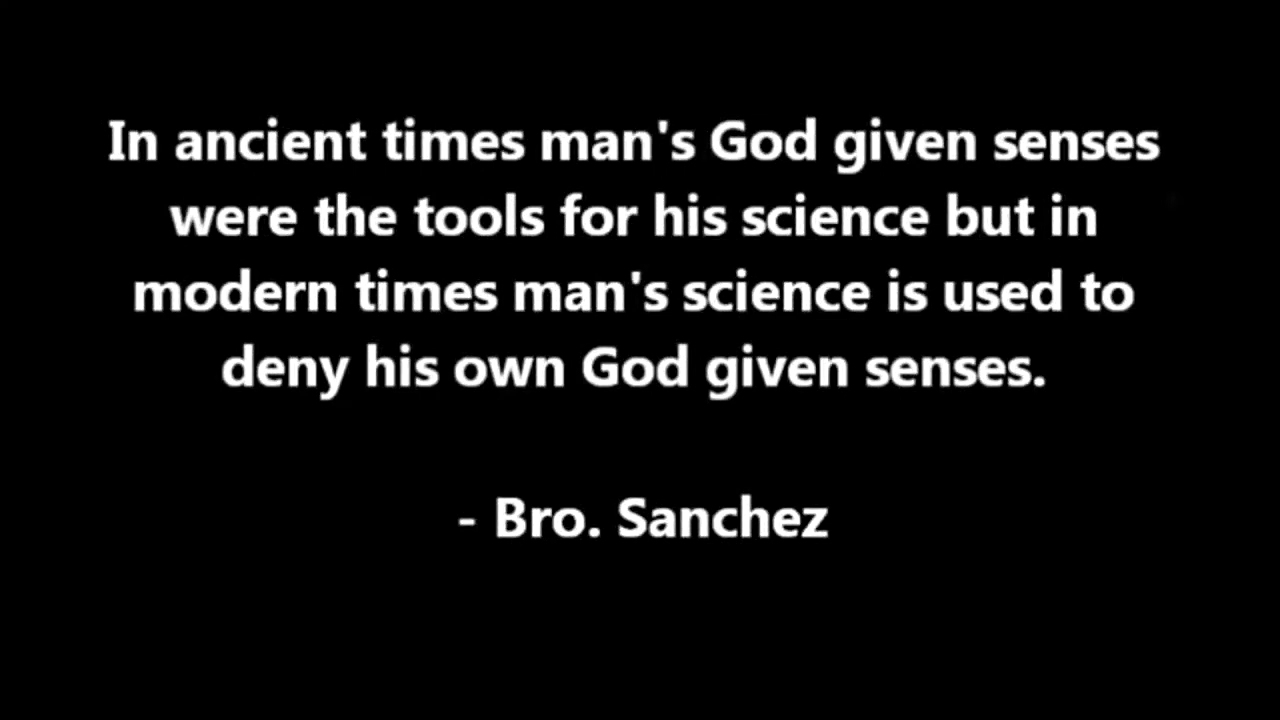 In ancient times man's God given senses
were the tools for his science but in
modern times man's science is used to
deny his own God given senses.
- Bro. Sanchez